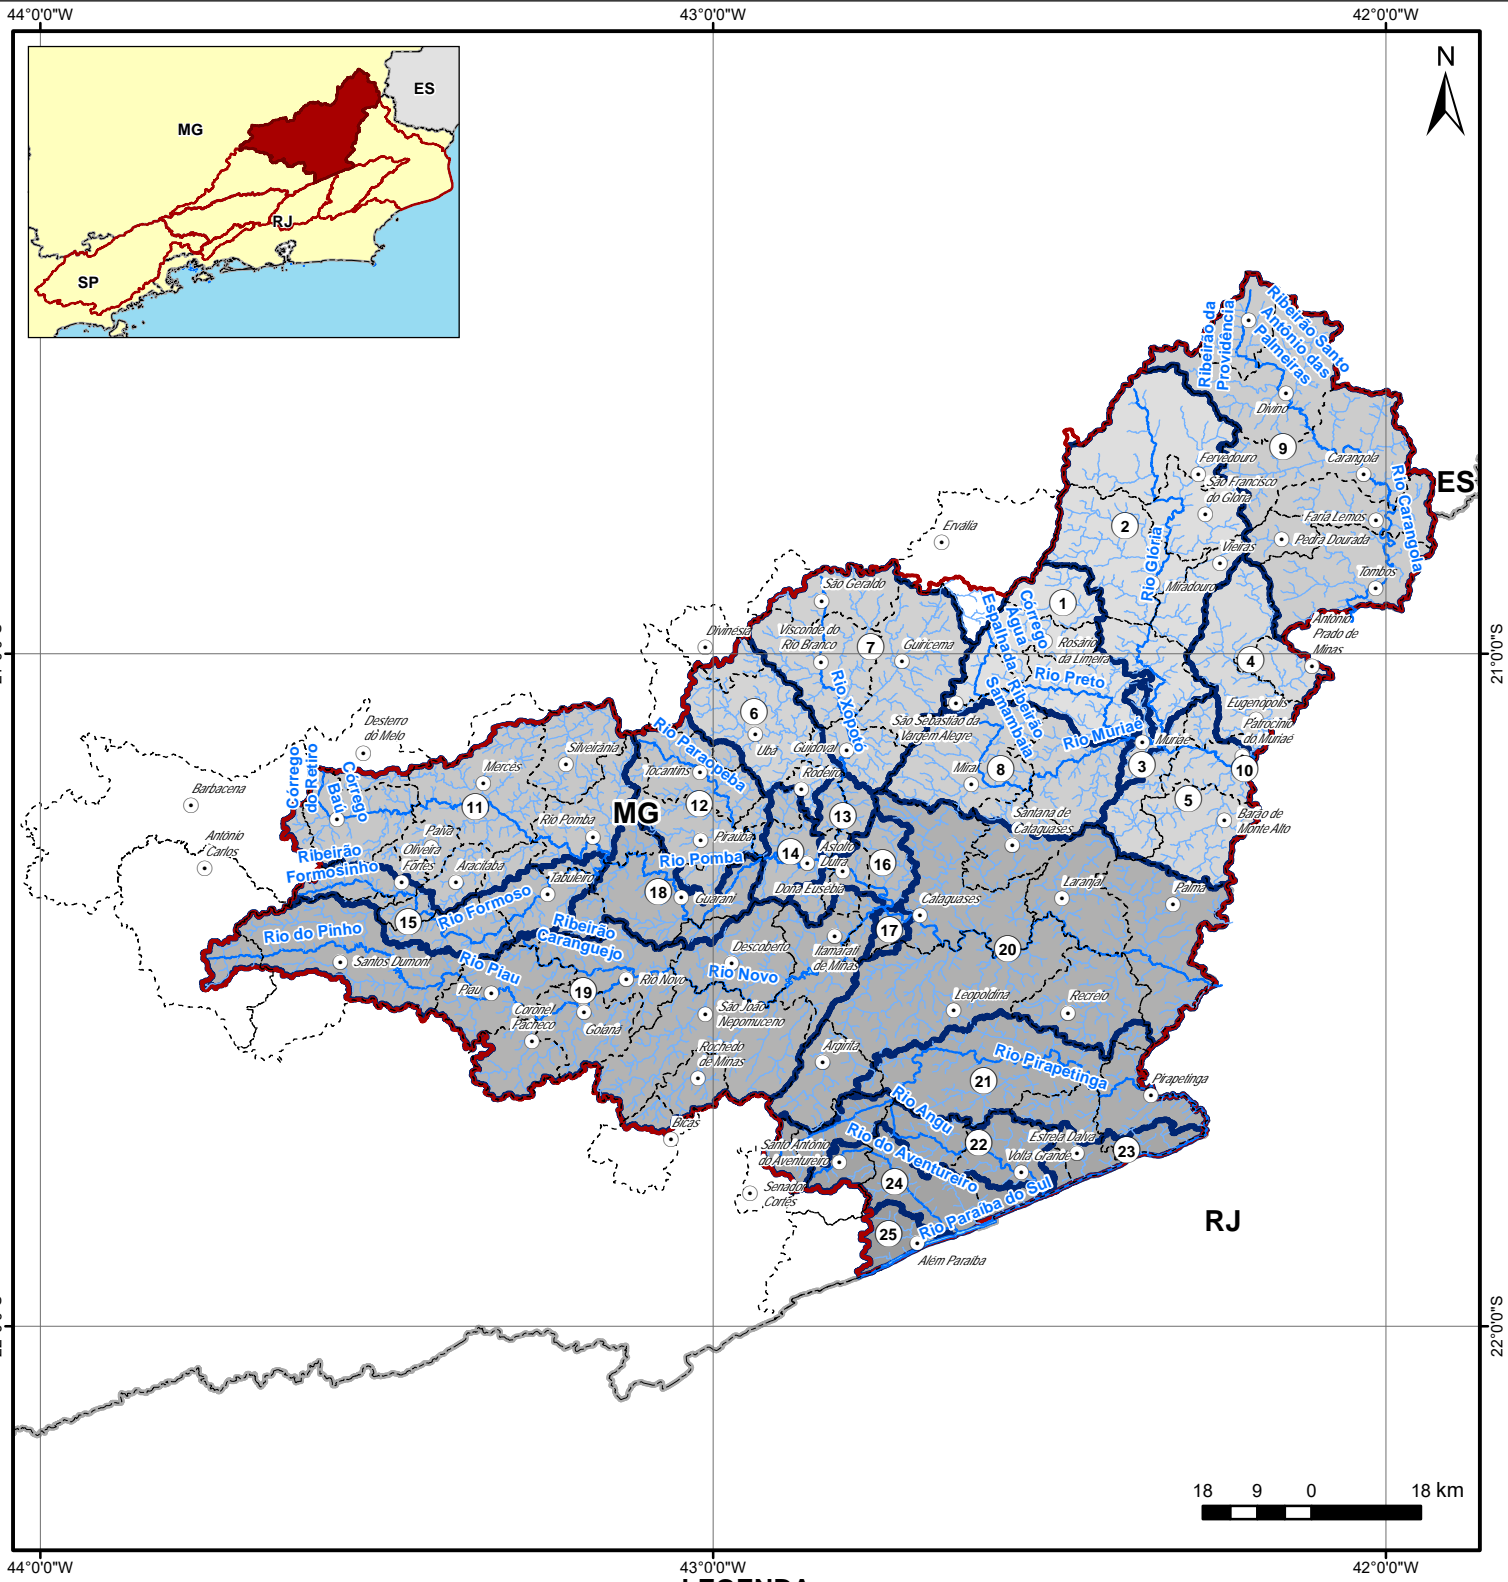 44°0'0"W
43°0'0"W
42°0'0"W
ES
MG
RJ
SP
N
Ribeirão da
Providência
Ribeirão Santo
Antônio das
Palmeiras
Divino
9
Fervedouro
Carangola
São Francisco
do Glória
ES
2
Faria Lemos
Rio Carangola
Ervália
Pedra Dourada
Vieiras
Rio Glória
Tombos
São Geraldo
Miradouro
1
Córrego
Água
Espalhada
Antônio
Prado de
Minas
Divinésia
Visconde do
Rio Branco
7
Guiricema
Rosário
da Limeira
4
21°0'0"S
Rio Preto
Ribeirão
Simambaia
Rio Xopotó
Eugenópolis
6
Desterro
do Melo
Rio Paraopeba
São Sebastião da
Vargem Alegre
Patrocínio
do Muriaé
Ubá
Guidoval
Rio Muriaé
Muriaé
Silveirânia
Córrego
do Retiro
Mercês
Tocantins
Rodeiro
Miraí
8
3
10
Córrego
Baú
Barbacena
11
MG
12
13
5
Santana de
Cataguases
Barão de
Monte Alto
Rio Pomba
Antônio
Carlos
Paiva
Piraúba
Oliveira
Fortes
Aracitaba
Ribeirão
Formosinho
14
Astolfo
Dutra
16
Rio Pomba
Tabuleiro
18
Guarani
Dona Eusébia
Laranjal
Palma
Cataguases
15
Rio Formoso
Ribeirão
Caranguejo
17
Rio do Pinho
Itamarati
de Minas
20
Santos Dumont
Rio Piau
Descoberto
Rio Novo
Rio Novo
Piau
19
Leopoldina
Recreio
Coronel
Pacheco
Goianá
São João
Nepomuceno
Rochedo
de Minas
Argirita
Rio Pirapetinga
21
Pirapetinga
Bicas
Rio Angu
Santo Antônio
do Aventureiro
Rio do Aventureiro
22
Estrela Dalva
Volta Grande
23
Senador
Cortes
24
Rio Paraíba do Sul
25
Além Paraíba
RJ
22°0'0"S
18 9 0 18 km
44°0'0"W
43°0'0"W
42°0'0"W